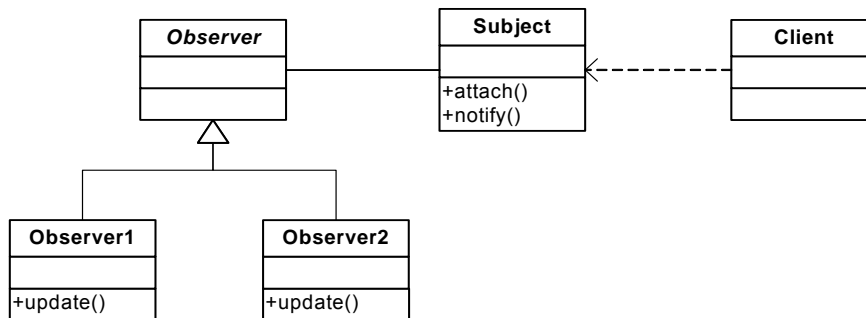 Observer
Subject
Client
+attach()
+notify()
Observer1
Observer2
+update()
+update()